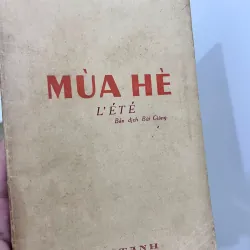 MÙA HÈ
L'ÉTÉ
Bản dịch Bùi Giáng